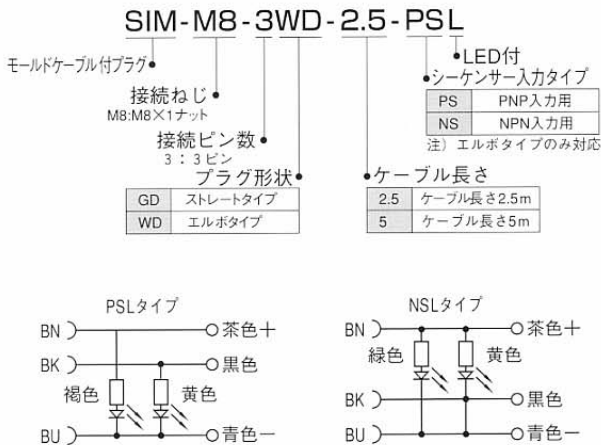 SIM-M8-3WD-2.5-PSL
LED付
モールドケーブル付プラグ
シーケンサー入力タイプ
PS PNP入力用
NS NPN入力用
注）エルボタイプのみ対応
接続ねじ
M8:M8×1ナット
接続ピン数
3：3ピン
プラグ形状
GD ストレートタイプ
WD エルボタイプ
ケーブル長さ
2.5 ケーブル長さ2.5m
5 ケーブル長さ5m
PSLタイプ
BN 茶色＋
BK 黒色
褐色 黄色
BU 青色−
NSLタイプ
BN 茶色＋
緑色 黄色
BK 黒色
BU 青色−